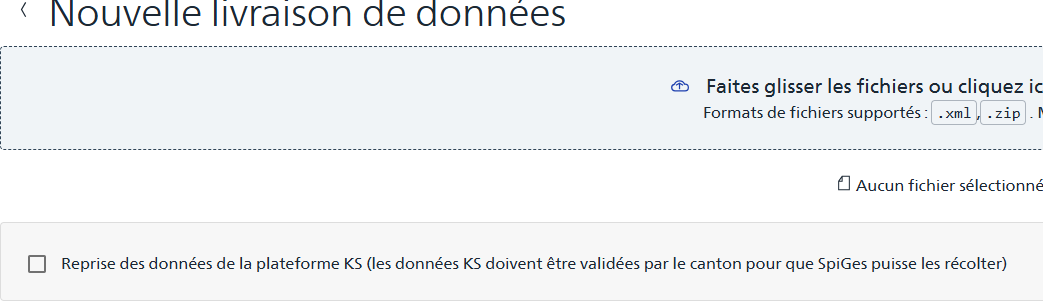 Nouvelle livraison de données
Faites glisser les fichiers ou cliquez ic
Formats de fichiers supportés : .xml, .zip . M
Aucun fichier sélectionné
Reprise des données de la plateforme KS (les données KS doivent être validées par le canton pour que SpiGes puisse les récolter)